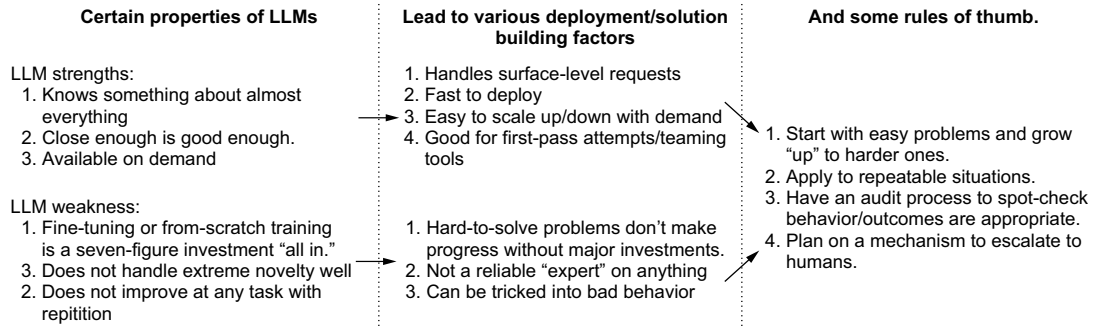 Certain properties of LLMs
LLM strengths:
1. Knows something about almost
everything
2. Close enough is good enough.
3. Available on demand
LLM weakness:
1. Fine-tuning or from-scratch training
is a seven-figure investment “all in.”
3. Does not handle extreme novelty well
2. Does not improve at any task with
repitition
Lead to various deployment/solution
building factors
1. Handles surface-level requests
2. Fast to deploy
3. Easy to scale up/down with demand
4. Good for first-pass attempts/teaming
tools
1. Hard-to-solve problems don’t make
progress without major investments.
2. Not a reliable “expert” on anything
3. Can be tricked into bad behavior
And some rules of thumb.
1. Start with easy problems and grow
“up” to harder ones.
2. Apply to repeatable situations.
3. Have an audit process to spot-check
behavior/outcomes are appropriate.
4. Plan on a mechanism to escalate to
humans.